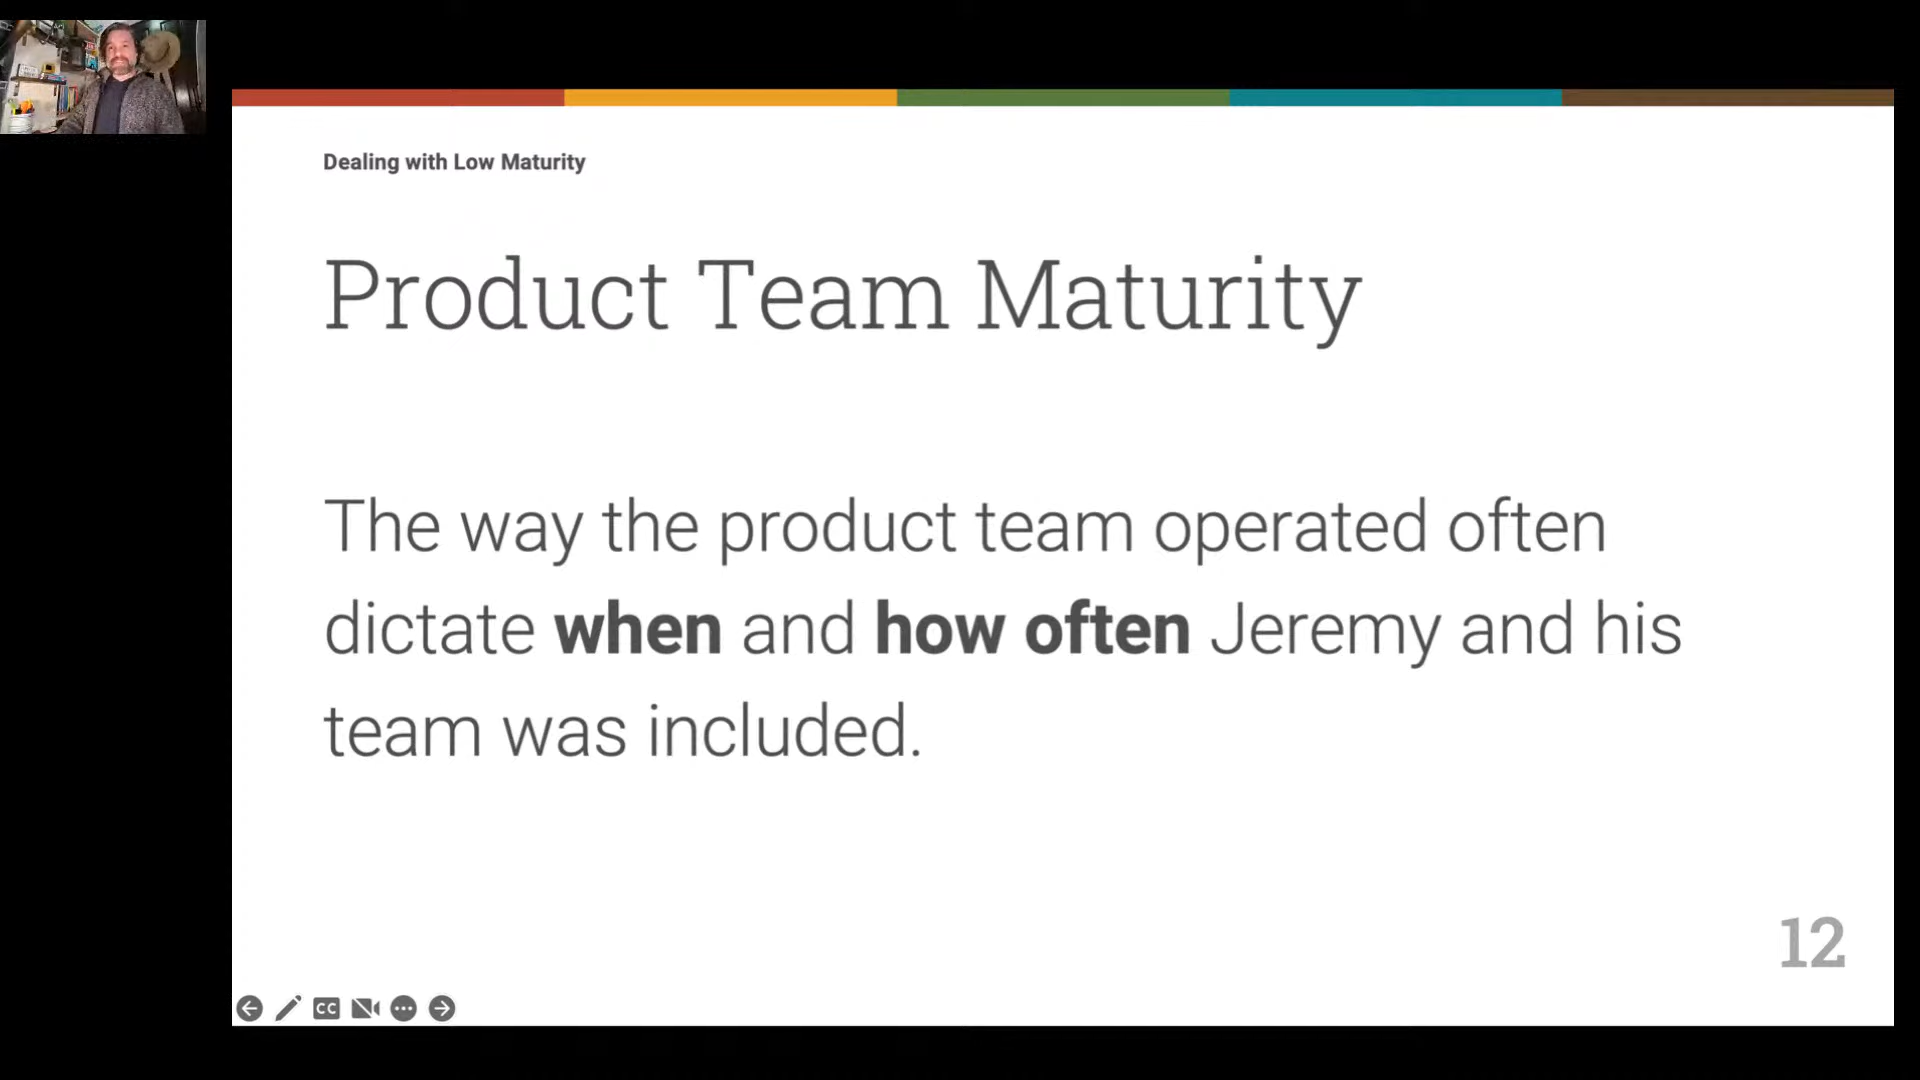 Dealing with Low Maturity
Product Team Maturity
The way the product team operated often
dictate when and how often Jeremy and his
team was included.
12
CC